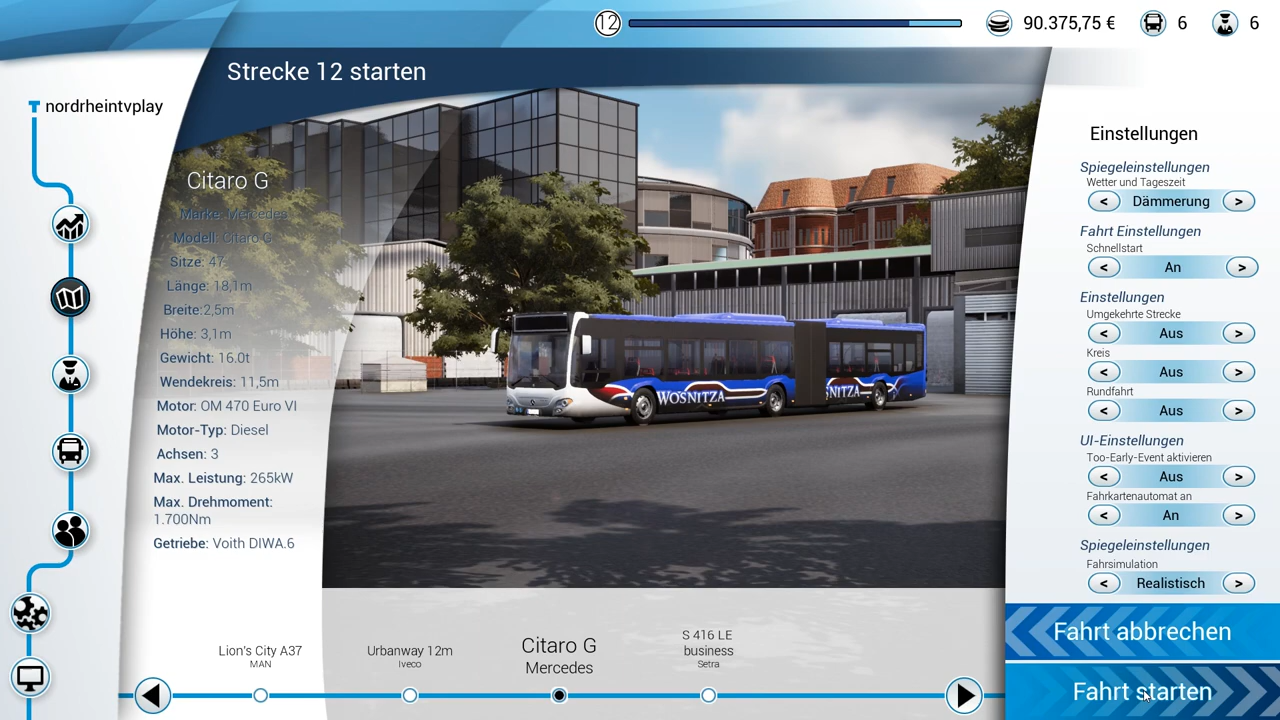 12
90.375,75 €
6
6
Strecke 12 starten
nordrheintvplay
Citaro G
Marke: Mercedes
Modell: Citaro G
Sitze: 47
Länge: 18,1m
Breite:2,5m
Höhe: 3,1m
Gewicht: 16.0t
Wendekreis: 11,5m
Motor: OM 470 Euro VI
Motor-Typ: Diesel
Achsen: 3
Max. Leistung: 265kW
Max. Drehmoment:
1.700Nm
Getriebe: Voith DIWA.6
WOSNITZA
SNITZA
Lion's City A37
MAN
Urbanway 12m
Iveco
Citaro G
Mercedes
S 416 LE
business
Setra
Einstellungen
Spiegeleinstellungen
Wetter und Tageszeit
< Dämmerung >
Fahrt Einstellungen
Schnellstart
< An >
Einstellungen
Umgekehrte Strecke
< Aus >
Kreis
< Aus >
Rundfahrt
< Aus >
UI-Einstellungen
Too-Early-Event aktivieren
< Aus >
Fahrkartenautomat an
< An >
Spiegeleinstellungen
Fahrsimulation
< Realistisch >
Fahrt abbrechen
Fahrt starten